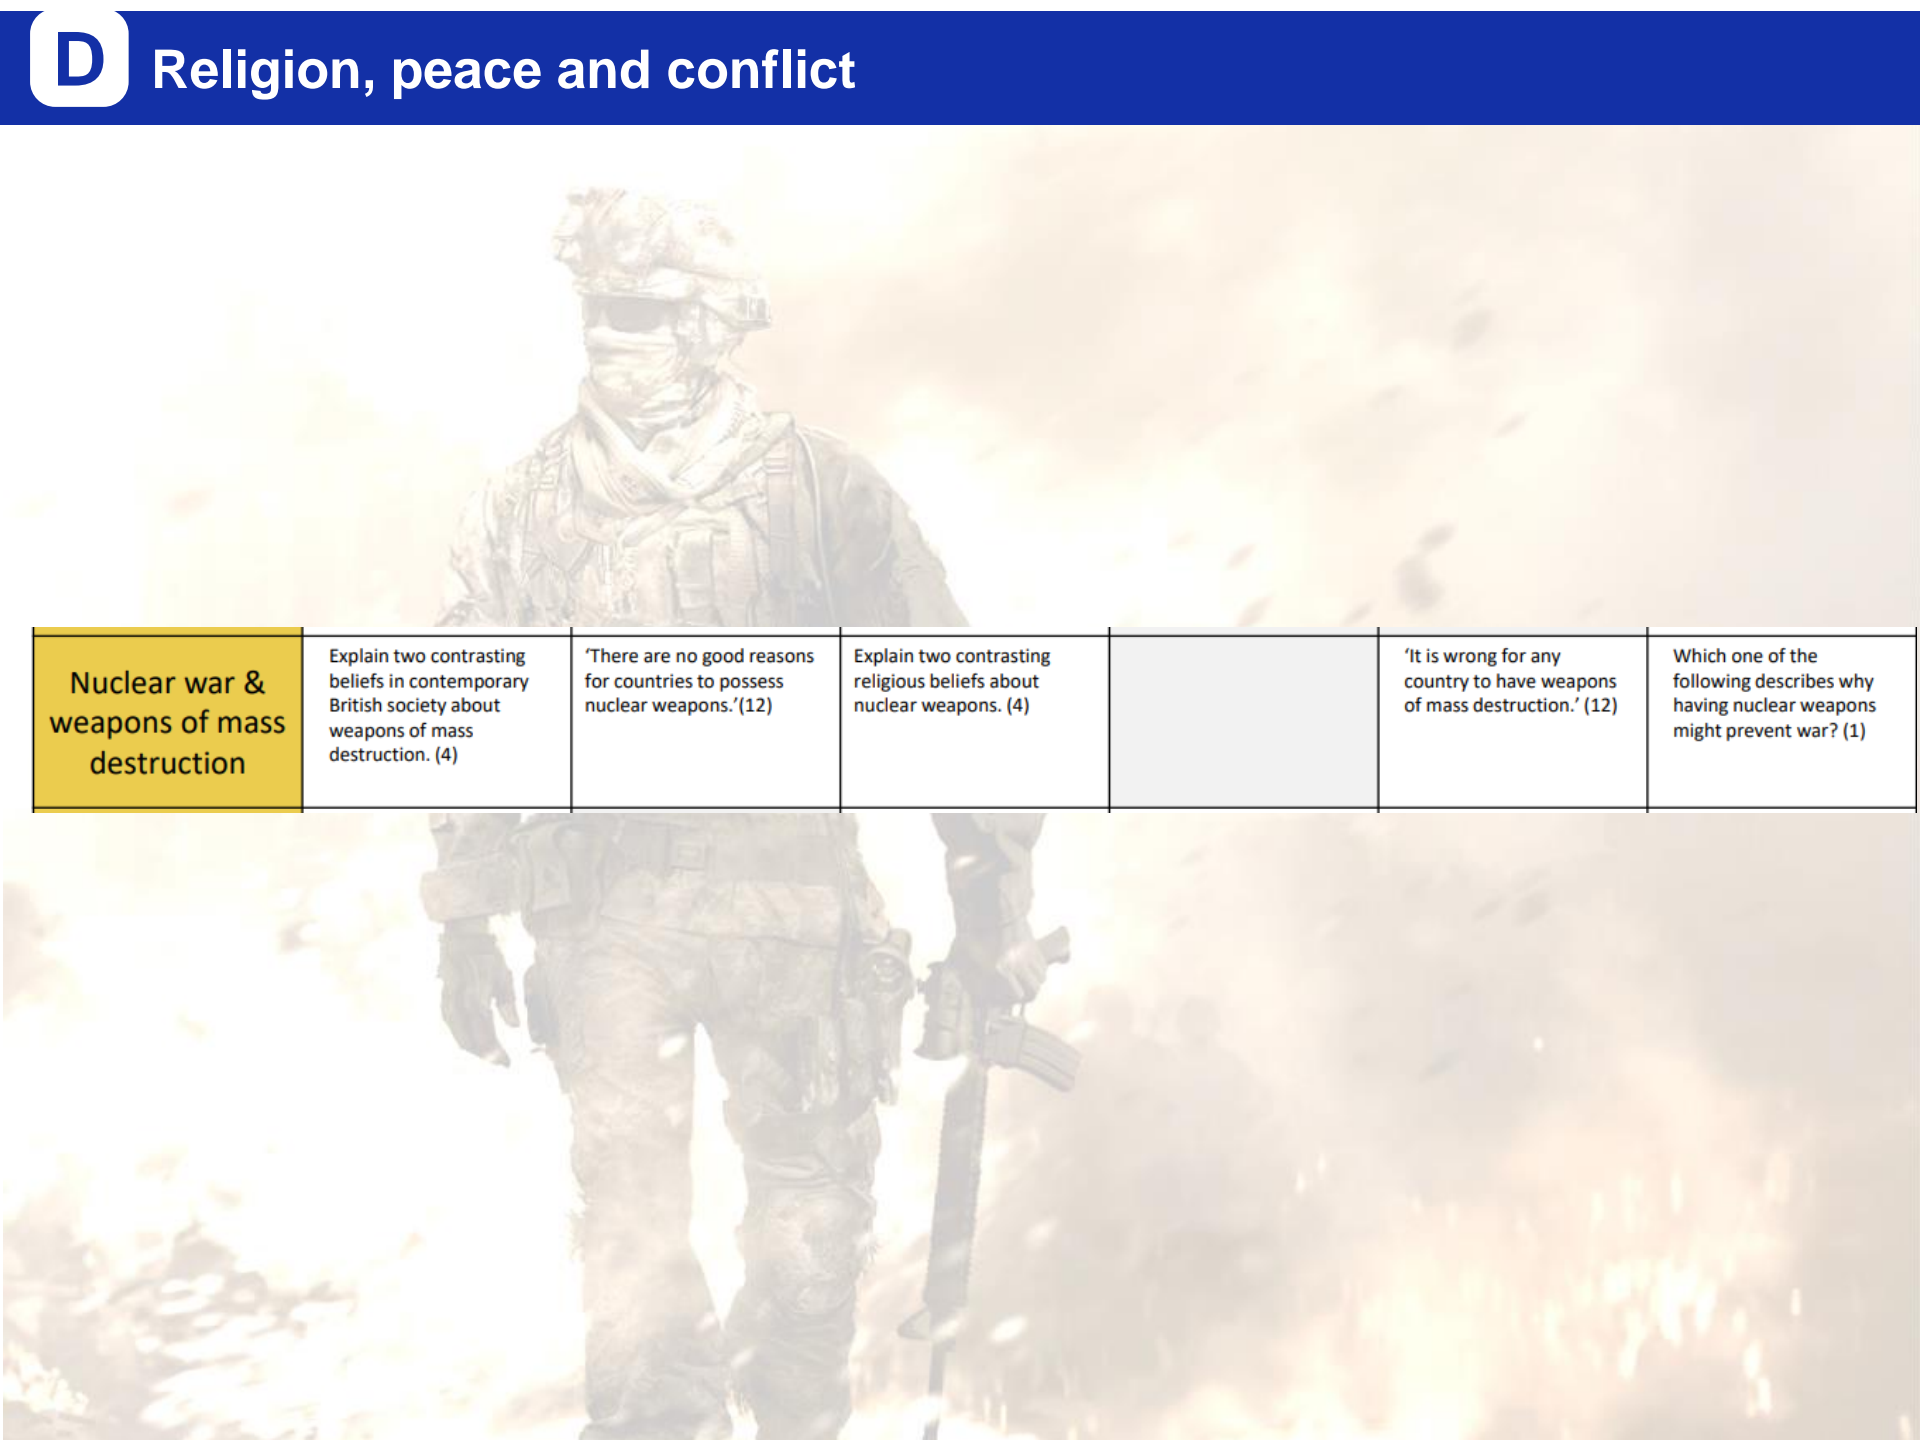 D
Religion, peace and conflict
Nuclear war &
weapons of mass
destruction
Explain two contrasting
beliefs in contemporary
British society about
weapons of mass
destruction. (4)
‘There are no good reasons
for countries to possess
nuclear weapons.’(12)
Explain two contrasting
religious beliefs about
nuclear weapons. (4)
‘It is wrong for any
country to have weapons
of mass destruction.’ (12)
Which one of the
following describes why
having nuclear weapons
might prevent war? (1)